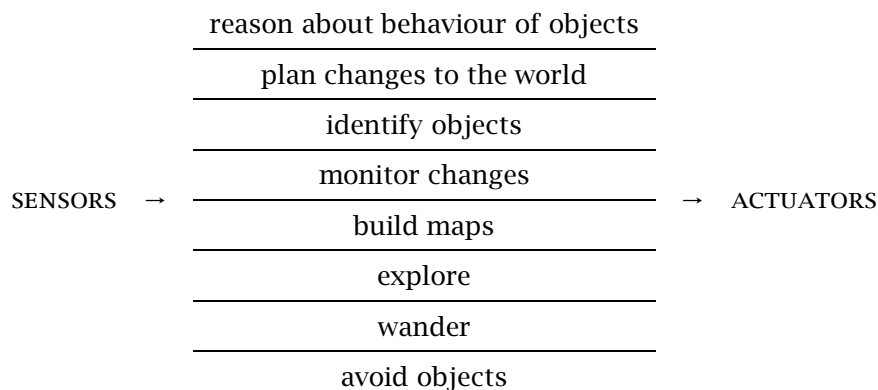 reason about behaviour of objects
plan changes to the world
identify objects
monitor changes
SENSORS → → ACTUATORS
build maps
explore
wander
avoid objects